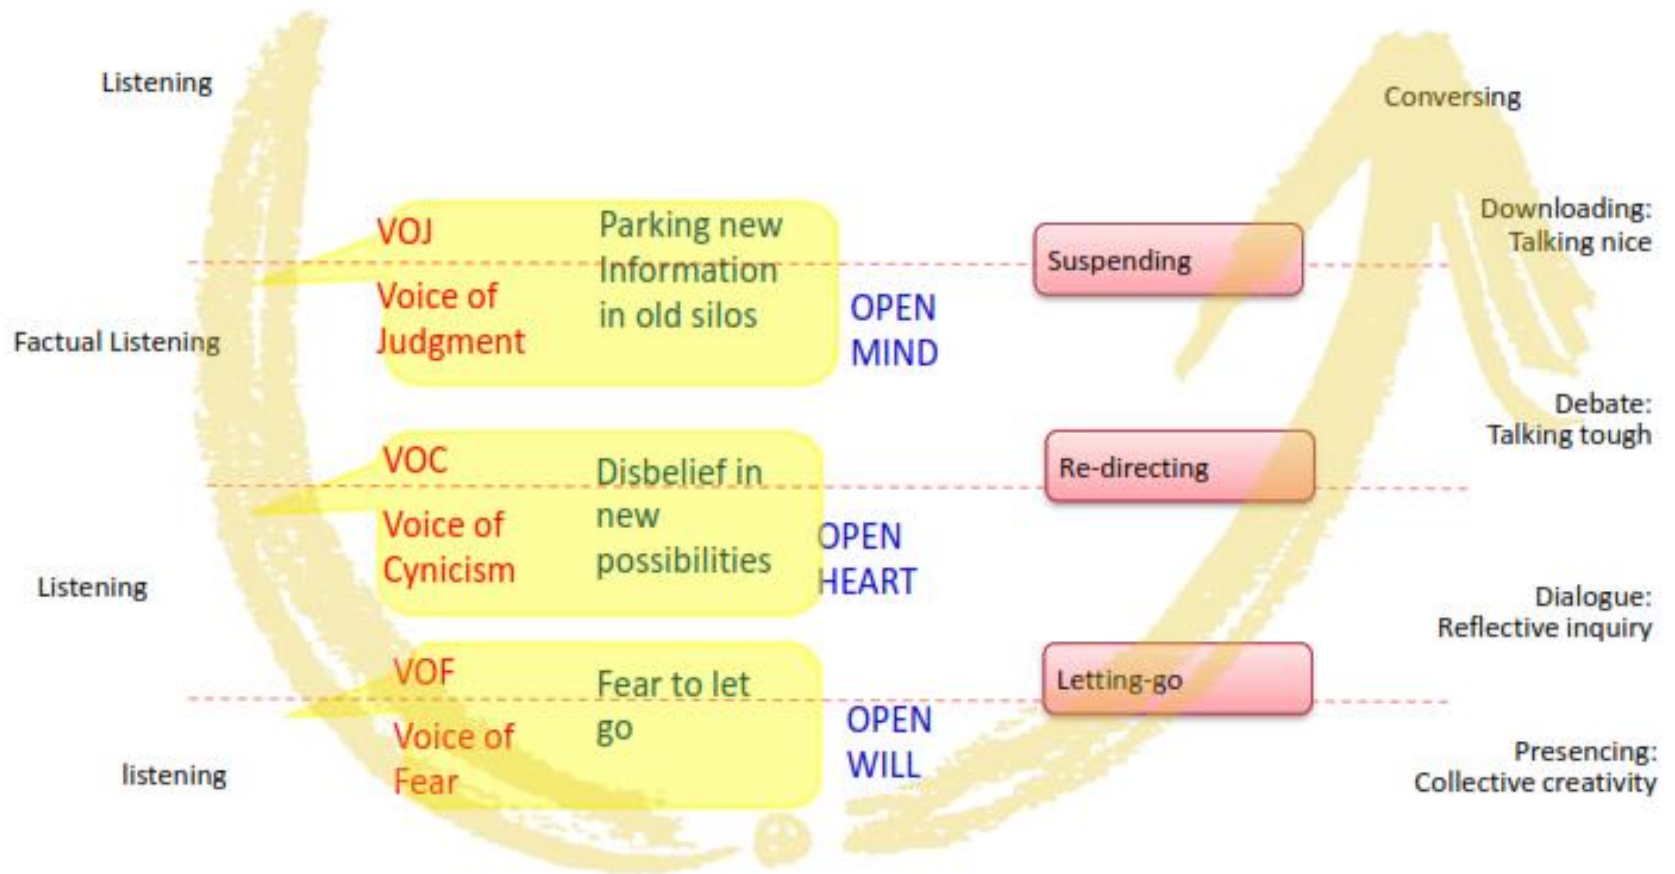 Listening
Conversing
VOJ
Voice of
Judgment
Parking new
Information
in old silos
OPEN
MIND
Suspending
Downloading:
Talking nice
Factual Listening
Debate:
Talking tough
VOC
Voice of
Cynicism
Disbelief in
new
possibilities
OPEN
HEART
Re-directing
Listening
Dialogue:
Reflective inquiry
VOF
Voice of
Fear
Fear to let
go
OPEN
WILL
Letting-go
listening
Presencing:
Collective creativity